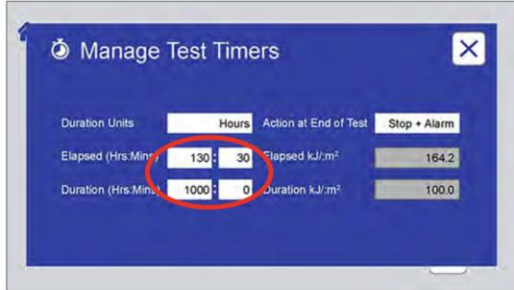 Manage Test Timers
Duration Units Hours Action at End of Test Stop + Alarm
Elapsed (Hrs:Mins) 130 : 30 Elapsed kJ/:m² 164.2
Duration (Hrs:Mins) 1000 : 0 Duration kJ/:m² 100.0